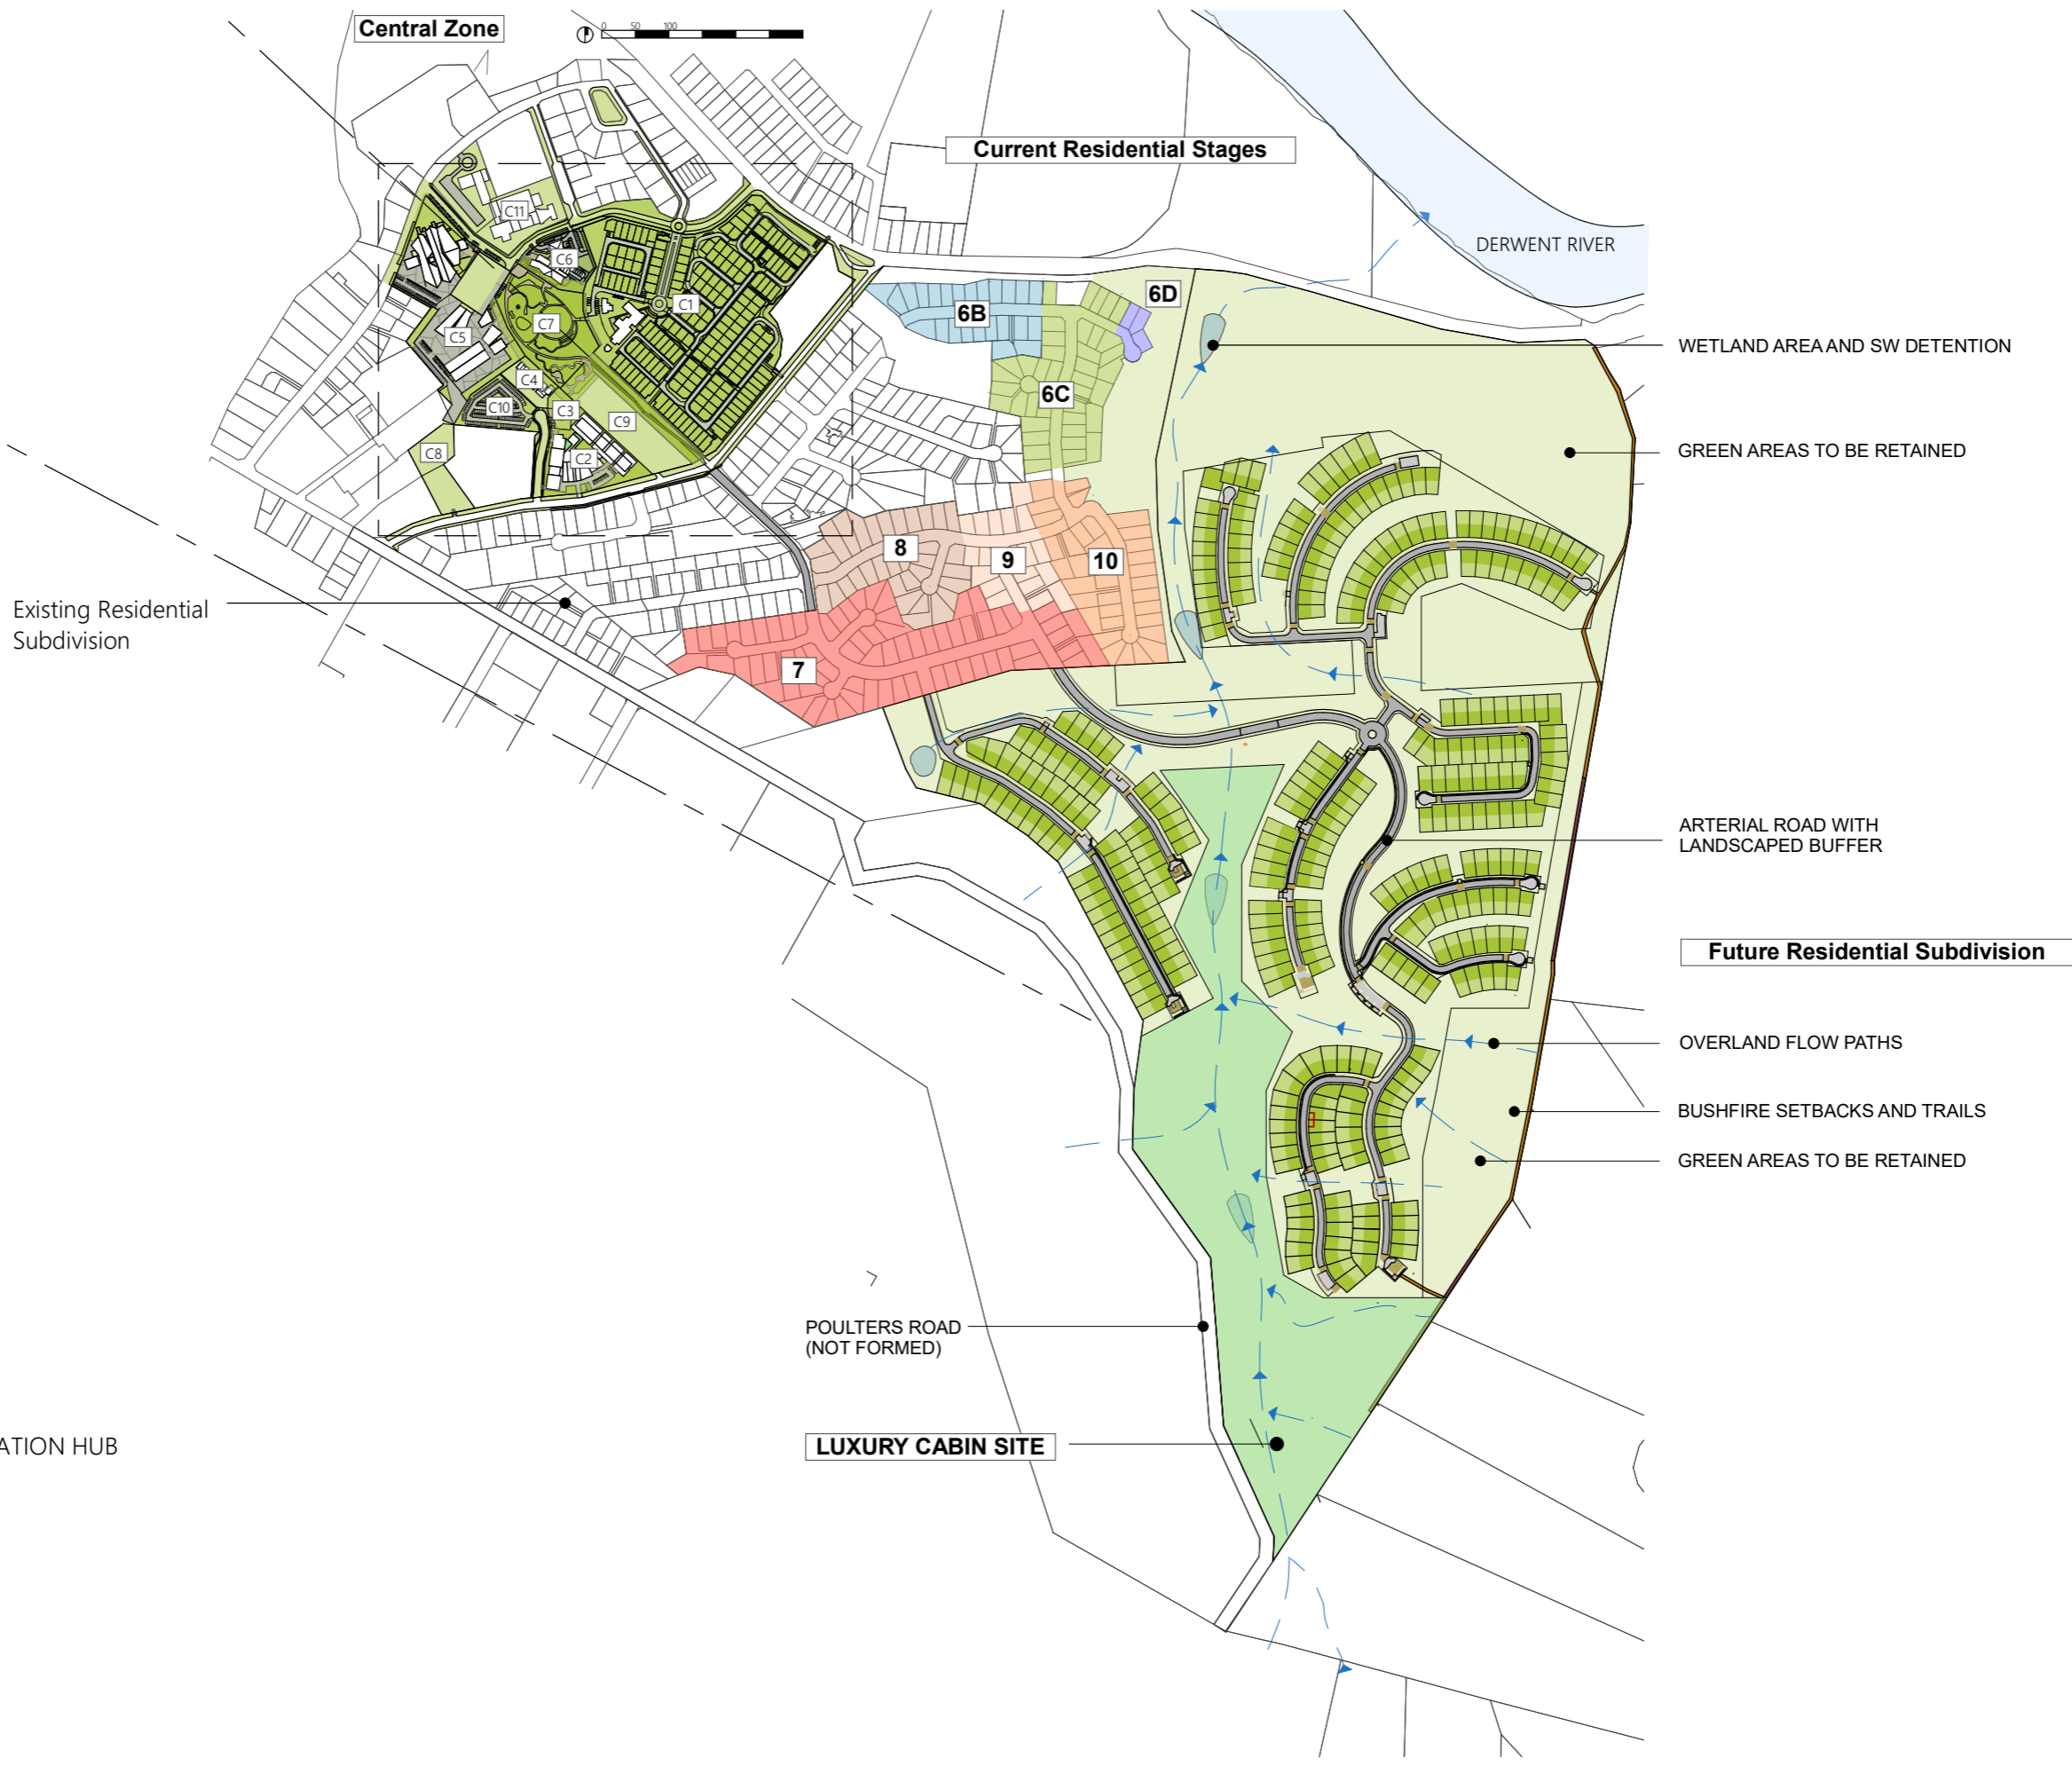 Central Zone
0 50 100
Current Residential Stages
DERWENT RIVER
C11
C6
C1
C7
C5
C4
C10
C3
C9
C2
C8
6B
6D
6C
8
9
10
7
WETLAND AREA AND SW DETENTION
GREEN AREAS TO BE RETAINED
Existing Residential
Subdivision
ARTERIAL ROAD WITH
LANDSCAPED BUFFER
Future Residential Subdivision
OVERLAND FLOW PATHS
BUSHFIRE SETBACKS AND TRAILS
GREEN AREAS TO BE RETAINED
POULTERS ROAD
(NOT FORMED)
LUXURY CABIN SITE
ATION HUB